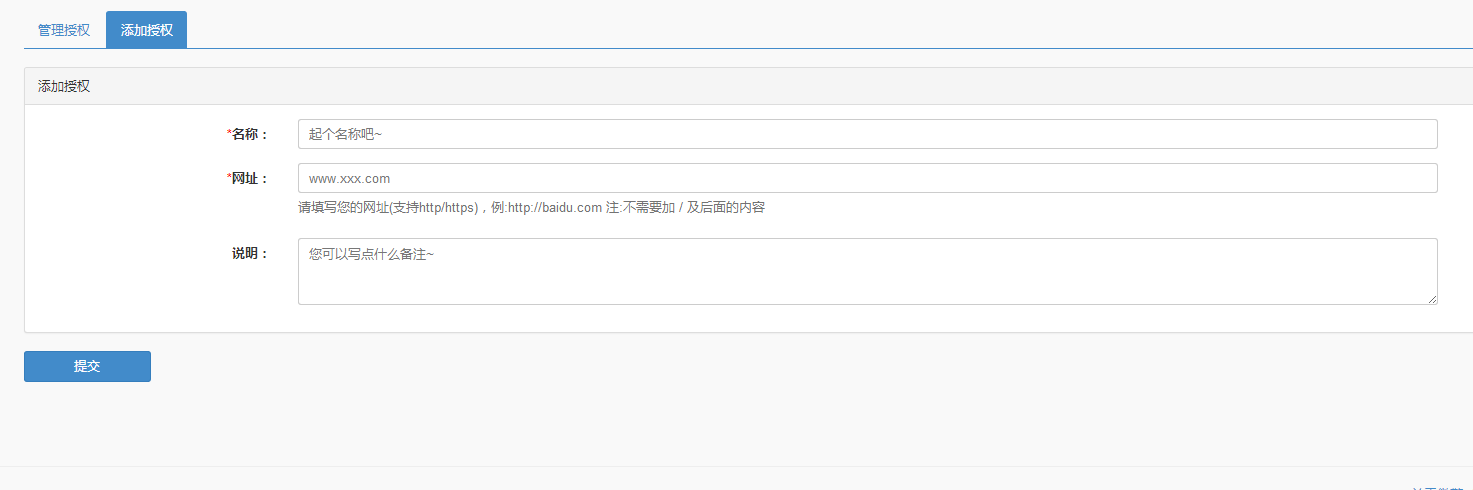 管理授权 添加授权
添加授权
*名称： 起个名称吧~
*网址： www.xxx.com
请填写您的网址(支持http/https)，例:http://baidu.com 注:不需要加 / 及后面的内容
说明： 您可以写点什么备注~
提交